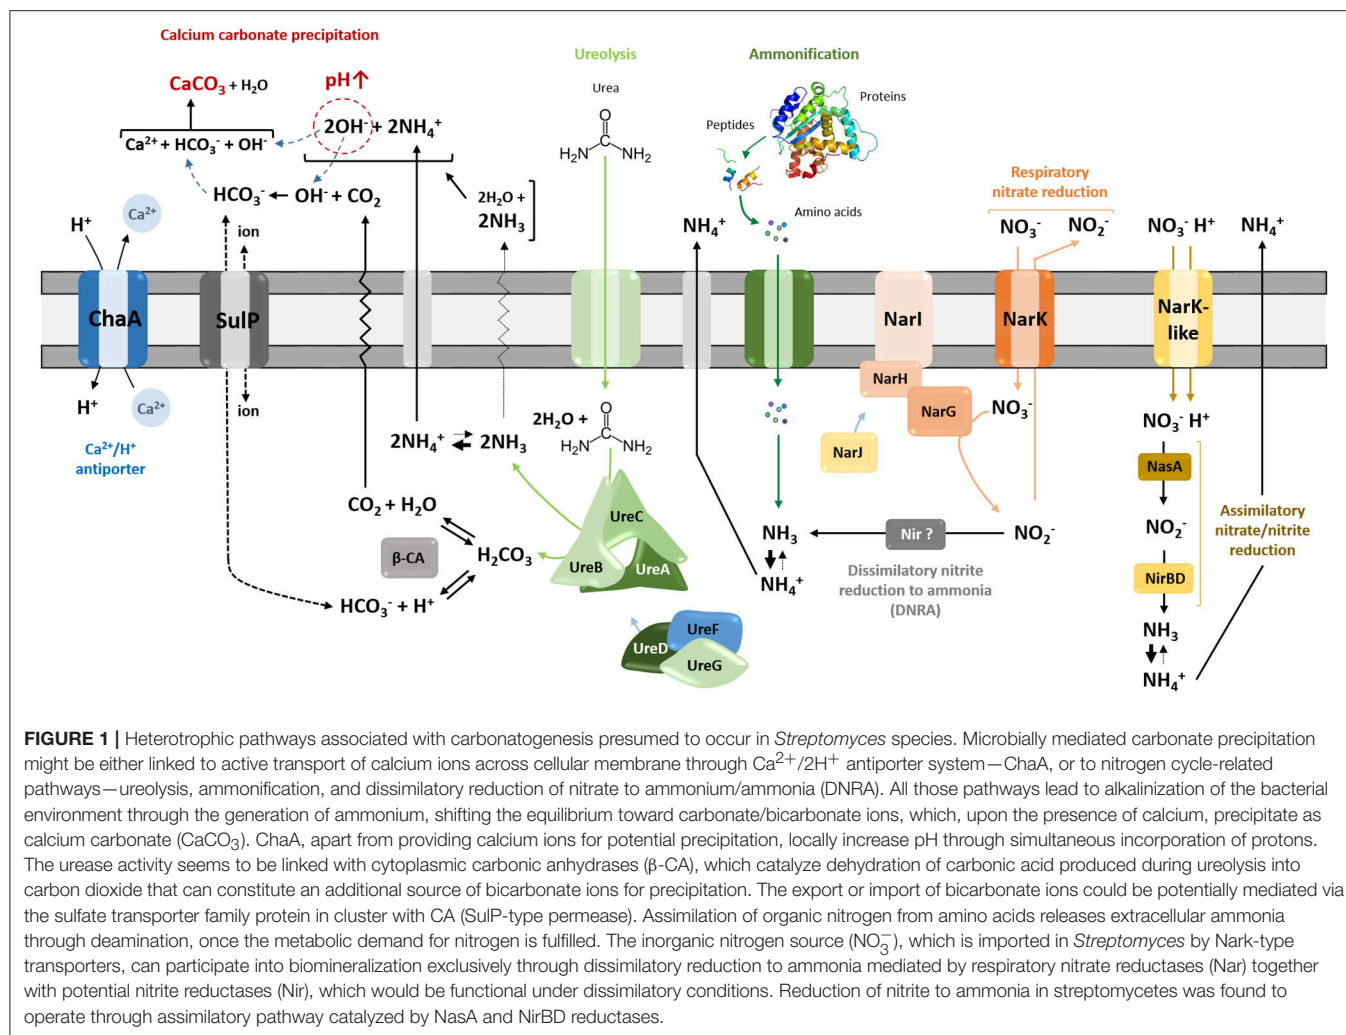 Calcium carbonate precipitation
Ureolysis
Ammonification
CaCO₃ + H₂O
pH↑
Urea
Proteins
Peptides
2OH⁻ + 2NH₄⁺
Ca²⁺ + HCO₃⁻ + OH⁻
H₂N
NH₂
O
Respiratory
nitrate reduction
HCO₃⁻
OH⁻ + CO₂
2H₂O +
2NH₃
Amino acids
H⁺
Ca²⁺
ion
NH₄⁺
NO₃⁻
NO₂⁻
NO₃⁻ H⁺
NH₄⁺
ChaA
SulP
NarI
NarK
NarK-
like
NarH
NarG
NarJ
H⁺
Ca²⁺
ion
Ca²⁺/H⁺
antiporter
2H₂O +
O
H₂N
NH₂
2NH₄⁺
2NH₃
NO₃⁻
NO₃⁻ H⁺
NasA
CO₂ + H₂O
β-CA
H₂CO₃
HCO₃⁻ + H⁺
UreC
UreB
UreA
UreF
UreD
UreG
NH₃
NH₄⁺
Nir ?
NO₂⁻
Dissimilatory nitrite
reduction to ammonia
(DNRA)
NO₂⁻
NirBD
NH₃
NH₄⁺
Assimilatory
nitrate/nitrite
reduction
FIGURE 1 | Heterotrophic pathways associated with carbonatogenesis presumed to occur in Streptomyces species. Microbially mediated carbonate precipitation
might be either linked to active transport of calcium ions across cellular membrane through Ca²⁺/2H⁺ antiporter system—ChaA, or to nitrogen cycle-related
pathways—ureolysis, ammonification, and dissimilatory reduction of nitrate to ammonium/ammonia (DNRA). All those pathways lead to alkalinization of the bacterial
environment through the generation of ammonium, shifting the equilibrium toward carbonate/bicarbonate ions, which, upon the presence of calcium, precipitate as
calcium carbonate (CaCO₃). ChaA, apart from providing calcium ions for potential precipitation, locally increase pH through simultaneous incorporation of protons.
The urease activity seems to be linked with cytoplasmic carbonic anhydrases (β-CA), which catalyze dehydration of carbonic acid produced during ureolysis into
carbon dioxide that can constitute an additional source of bicarbonate ions for precipitation. The export or import of bicarbonate ions could be potentially mediated via
the sulfate transporter family protein in cluster with CA (SulP-type permease). Assimilation of organic nitrogen from amino acids releases extracellular ammonia
through deamination, once the metabolic demand for nitrogen is fulfilled. The inorganic nitrogen source (NO₃⁻), which is imported in Streptomyces by Nark-type
transporters, can participate into biomineralization exclusively through dissimilatory reduction to ammonia mediated by respiratory nitrate reductases (Nar) together
with potential nitrite reductases (Nir), which would be functional under dissimilatory conditions. Reduction of nitrite to ammonia in streptomycetes was found to
operate through assimilatory pathway catalyzed by NasA and NirBD reductases.